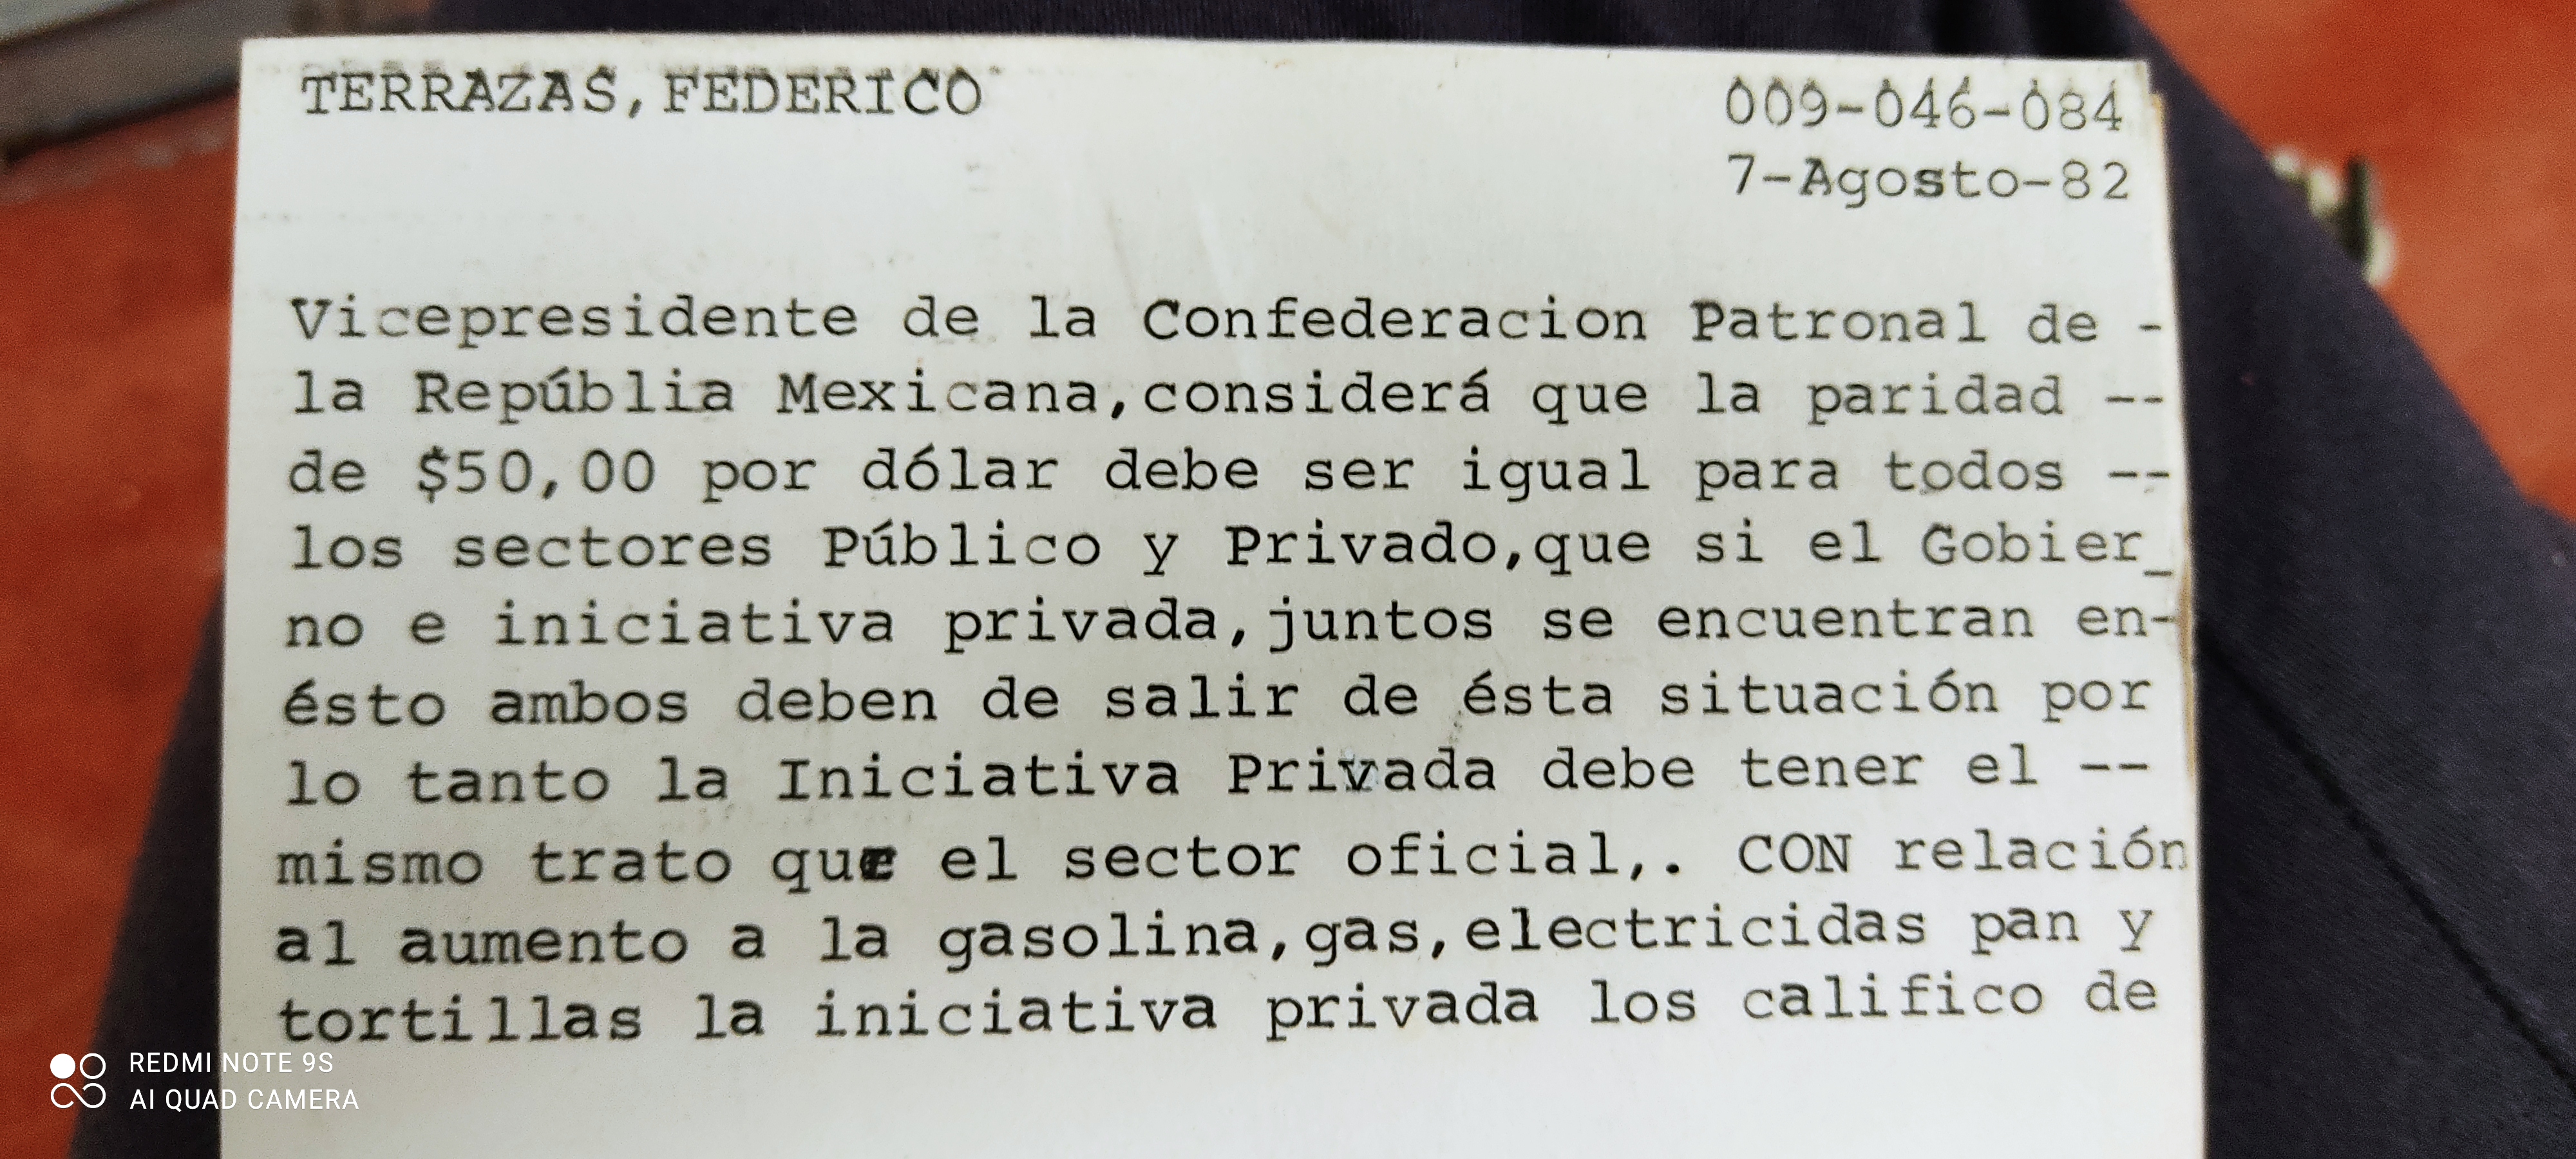 TERRAZAS, FEDERICO
009-046-084
7-Agosto-82
Vicepresidente de la Confederacion Patronal de -
la Repúblia Mexicana,considerá que la paridad --
de $50,00 por dólar debe ser igual para todos --
los sectores Público y Privado,que si el Gobier_
no e iniciativa privada,juntos se encuentran en-
ésto ambos deben de salir de ésta situación por
lo tanto la Iniciativa Privada debe tener el --
mismo trato que el sector oficial,. CON relación
al aumento a la gasolina,gas,electricidas pan y
tortillas la iniciativa privada los califico de
REDMI NOTE 9S
AI QUAD CAMERA